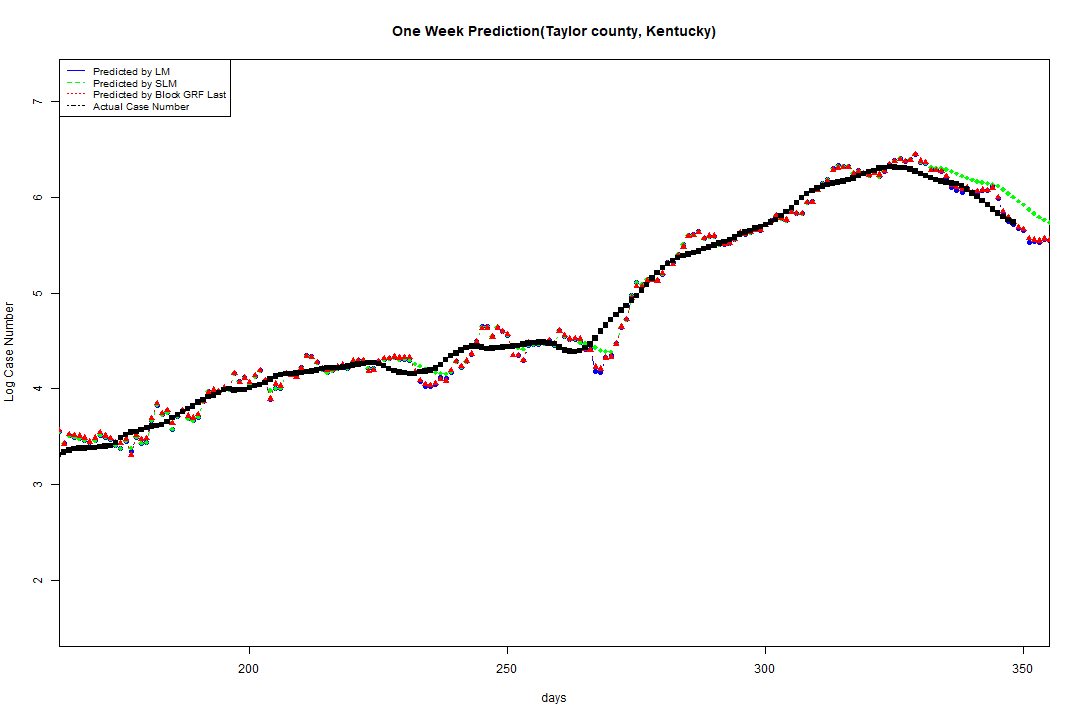 One Week Prediction(Taylor county, Kentucky)
Predicted by LM
Predicted by SLM
Predicted by Block GRF Last
Actual Case Number
7
6
5
4
3
2
Log Case Number
200
250
300
350
days